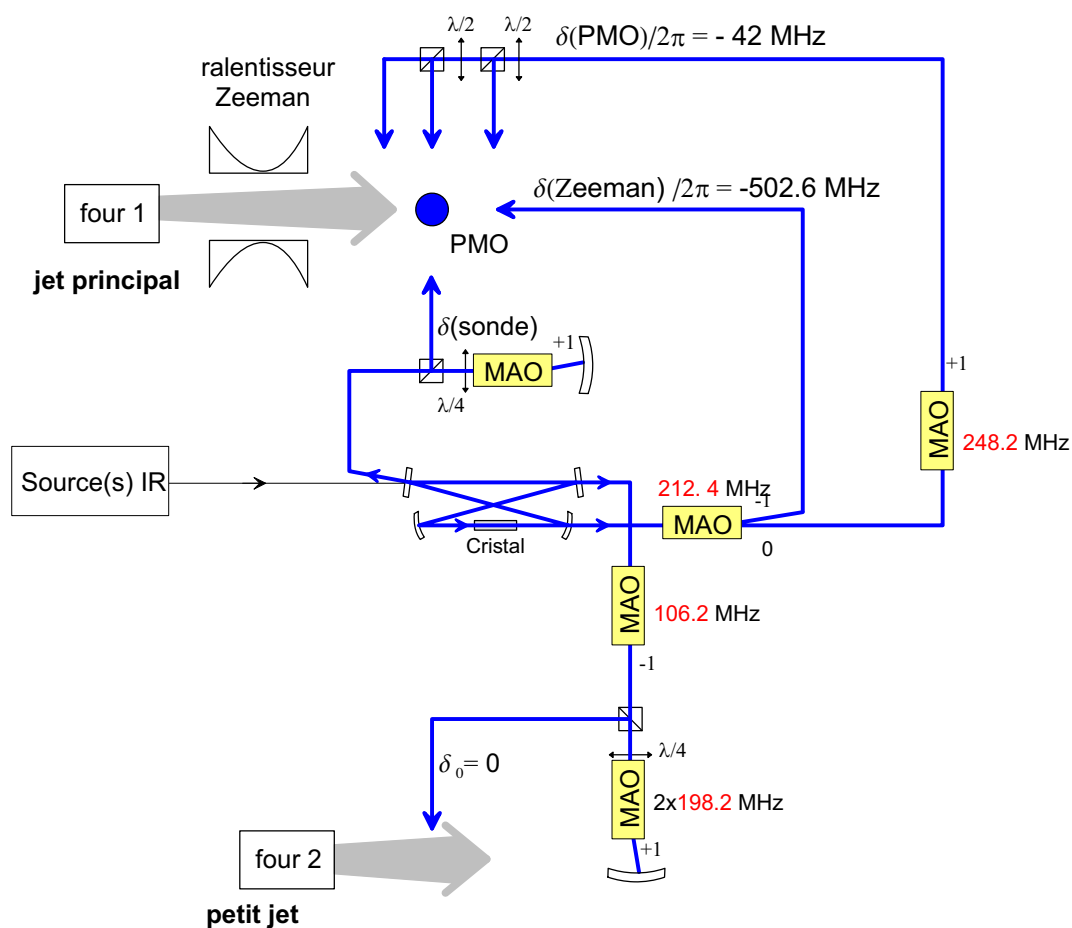 λ/2
λ/2
δ(PMO)/2π = - 42 MHz
ralentisseur
Zeeman
δ(Zeeman) /2π = -502.6 MHz
four 1
PMO
jet principal
δ(sonde)
+1
MAO
λ/4
+1
MAO
248.2 MHz
Source(s) IR
212. 4 MHz
-1
MAO
Cristal
0
MAO
106.2 MHz
-1
λ/4
δ₀= 0
MAO
2x198.2 MHz
+1
four 2
petit jet